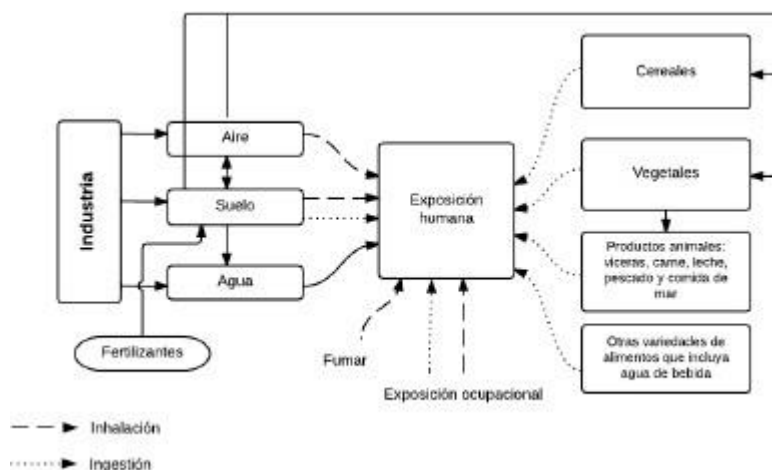 Cereales
Aire
Vegetales
Industria
Suelo
Exposición
humana
Productos animales:
viceras, carne, leche,
pescado y comida de
mar
Agua
Otras variedades de
alimentos que incluya
agua de bebida
Fertilizantes
Fumar
Exposición ocupacional
Inhalación
Ingestión